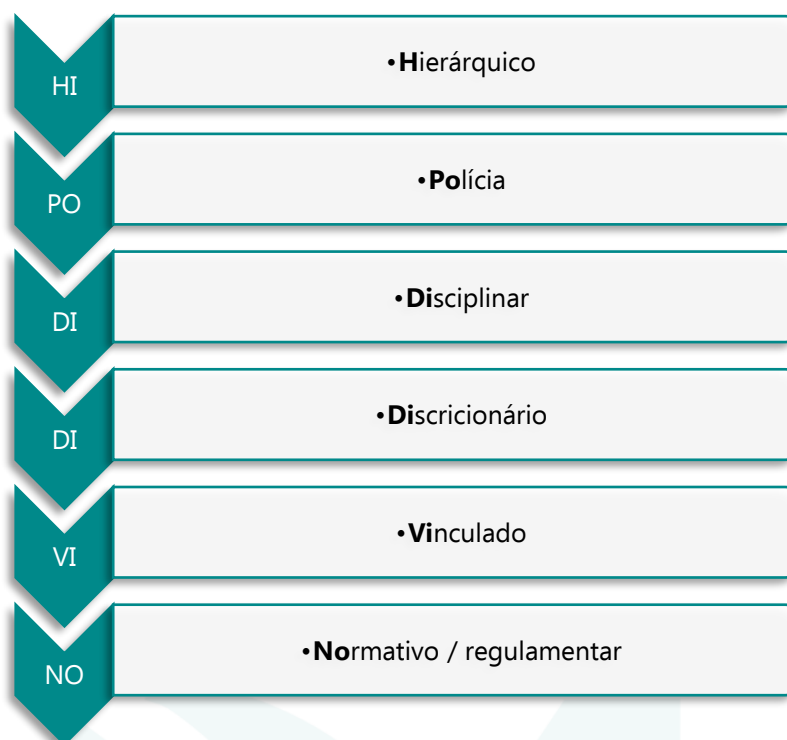 HI
•Hierárquico
PO
•Polícia
DI
•Disciplinar
DI
•Discricionário
VI
•Vinculado
NO
•Normativo / regulamentar